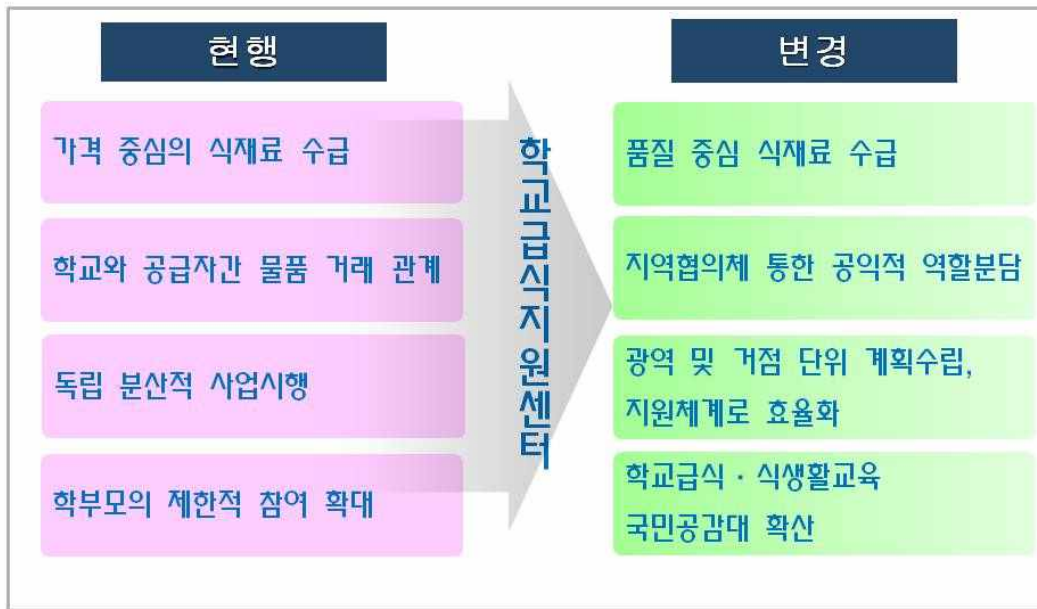 현행
가격 중심의 식재료 수급
학교와 공급자간 물품 거래 관계
독립 분산적 사업시행
학부모의 제한적 참여 확대
학교급식지원센터
변경
품질 중심 식재료 수급
지역협의체 통한 공익적 역할분담
광역 및 거점 단위 계획수립,
지원체계로 효율화
학교급식 · 식생활교육
국민공감대 확산